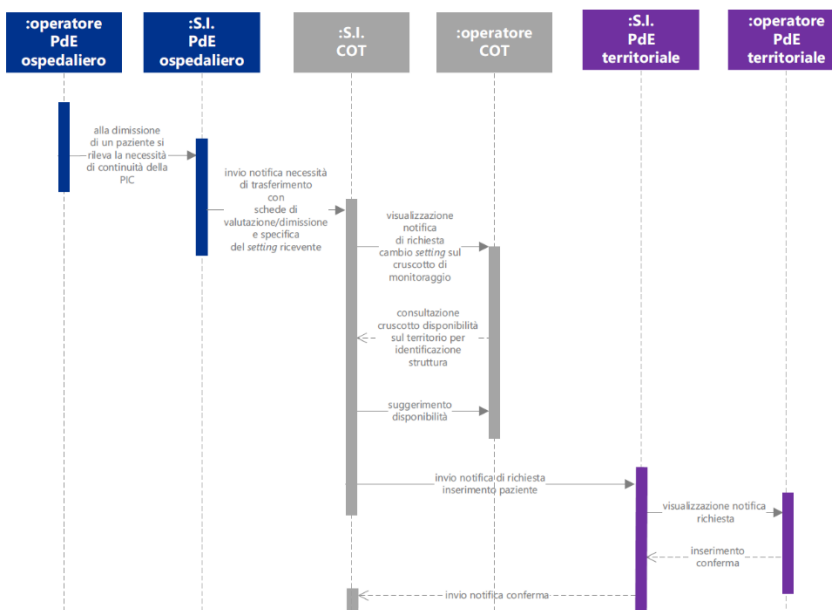 :operatore
PdE
ospedaliero
:S.I.
PdE
ospedaliero
:S.I.
COT
:operatore
COT
:S.I.
PdE
territoriale
:operatore
PdE
territoriale
alla dimissione
di un paziente si
rileva la necessità
di continuità della
PIC
invio notifica necessità
di trasferimento
con
schede di
valutazione/dimissione
e specifica
del setting ricevente
visualizzazione
notifica
di richiesta
cambio setting sul
cruscotto di
monitoraggio
consultazione
cruscotto disponibilità
sul territorio per
identificazione
struttura
suggerimento
disponibilità
invio notifica di richiesta
inserimento paziente
visualizzazione notifica
richiesta
inserimento
conferma
invio notifica conferma